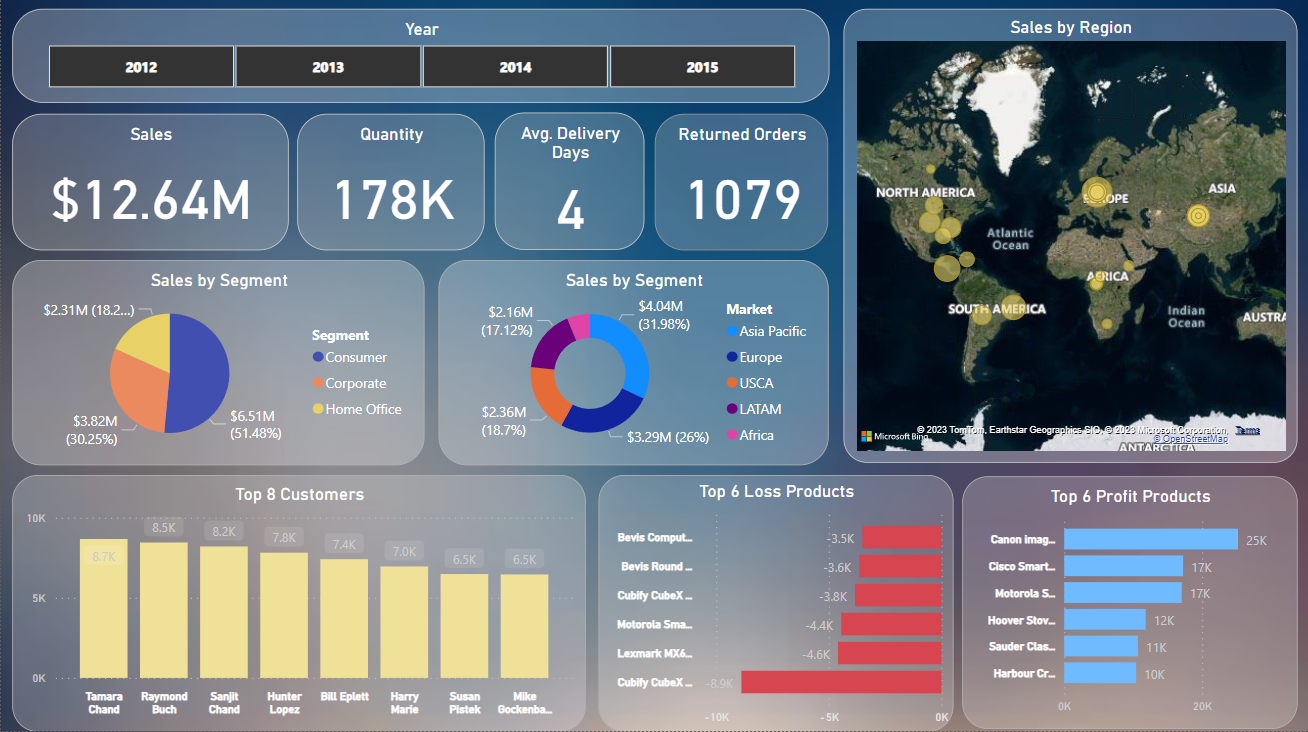 Year
2012
2013
2014
2015
Sales
$12.64M
Quantity
178K
Avg. Delivery
Days
4
Returned Orders
1079
Sales by Region
NORTH AMERICA
EUROPE
ASIA
Atlantic
Ocean
AFRICA
SOUTH AMERICA
Indian
Ocean
AUSTRA
ANTARCTICA
Microsoft Bing
© 2023 TomTom, Earthstar Geographics SIO, © 2023 Microsoft Corporation, Terms
© OpenStreetMap
Sales by Segment
$2.31M (18.2...)
$3.82M
(30.25%)
$6.51M
(51.48%)
Segment
Consumer
Corporate
Home Office
Sales by Segment
$2.16M
(17.12%)
$4.04M
(31.98%)
$2.36M
(18.7%)
$3.29M (26%)
Market
Asia Pacific
Europe
USCA
LATAM
Africa
Top 8 Customers
10K
5K
0K
8.7K
8.5K
8.2K
7.8K
7.4K
7.0K
6.5K
6.5K
Tamara
Chand
Raymond
Buch
Sanjit
Chand
Hunter
Lopez
Bill Eplett
Harry
Marie
Susan
Pistek
Mike
Gockenba...
Top 6 Loss Products
Bevis Comput...
-3.5K
Bevis Round ...
-3.6K
Cubify CubeX ...
-3.8K
Motorola Sma...
-4.4K
Lexmark MX6...
-4.6K
Cubify CubeX ...
-8.9K
-10K
-5K
0K
Top 6 Profit Products
Canon imag...
25K
Cisco Smart...
17K
Motorola S...
17K
Hoover Stov...
12K
Sauder Clas...
11K
Harbour Cr...
10K
0K
20K